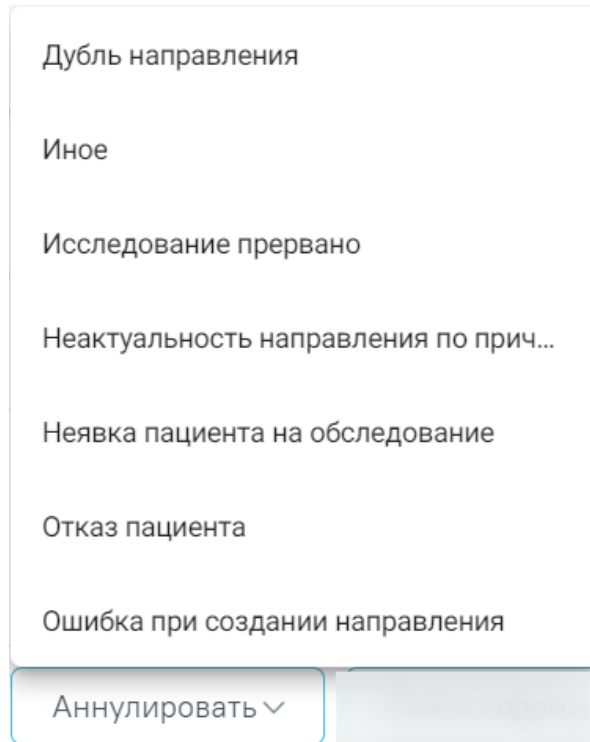 Дубль направления
Иное
Исследование прервано
Неактуальность направления по прич...
Неявка пациента на обследование
Отказ пациента
Ошибка при создании направления
Аннулировать